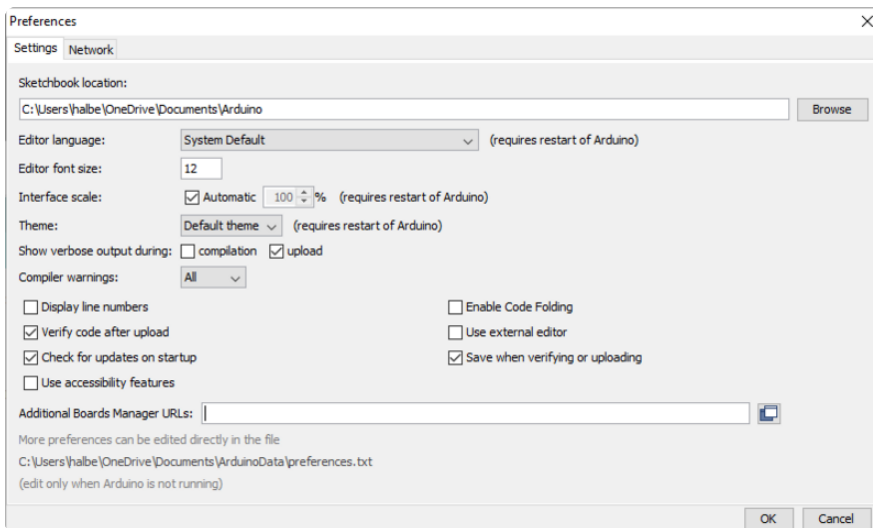 Preferences
Settings Network
Sketchbook location:
C:\Users\halbe\OneDrive\Documents\Arduino Browse
Editor language: System Default (requires restart of Arduino)
Editor font size: 12
Interface scale: Automatic 100 % (requires restart of Arduino)
Theme: Default theme (requires restart of Arduino)
Show verbose output during: compilation upload
Compiler warnings: All
Display line numbers Enable Code Folding
Verify code after upload Use external editor
Check for updates on startup Save when verifying or uploading
Use accessibility features
Additional Boards Manager URLs:
More preferences can be edited directly in the file
C:\Users\halbe\OneDrive\Documents\ArduinoData\preferences.txt
(edit only when Arduino is not running)
OK Cancel